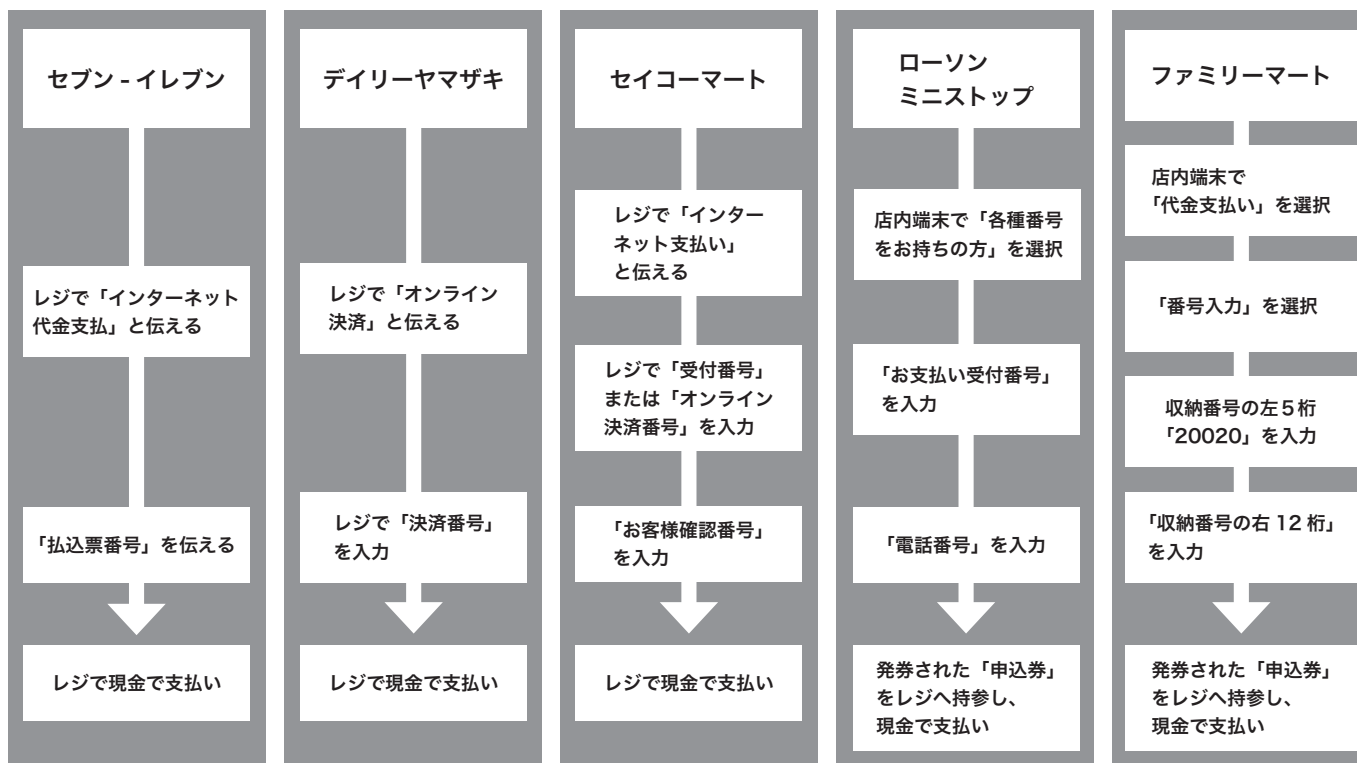 セブン - イレブン
レジで「インターネット
代金支払」と伝える
「払込票番号」を伝える
レジで現金で支払い
デイリーヤマザキ
レジで「オンライン
決済」と伝える
レジで「決済番号」
を入力
レジで現金で支払い
セイコーマート
レジで「インター
ネット支払い」
と伝える
レジで「受付番号」
または「オンライン
決済番号」を入力
「お客様確認番号」
を入力
レジで現金で支払い
ローソン
ミニストップ
店内端末で「各種番号
をお持ちの方」を選択
「お支払い受付番号」
を入力
「電話番号」を入力
発券された「申込券」
をレジへ持参し、
現金で支払い
ファミリーマート
店内端末で
「代金支払い」を選択
「番号入力」を選択
収納番号の左５桁
「20020」を入力
「収納番号の右 12 桁」
を入力
発券された「申込券」
をレジへ持参し、
現金で支払い